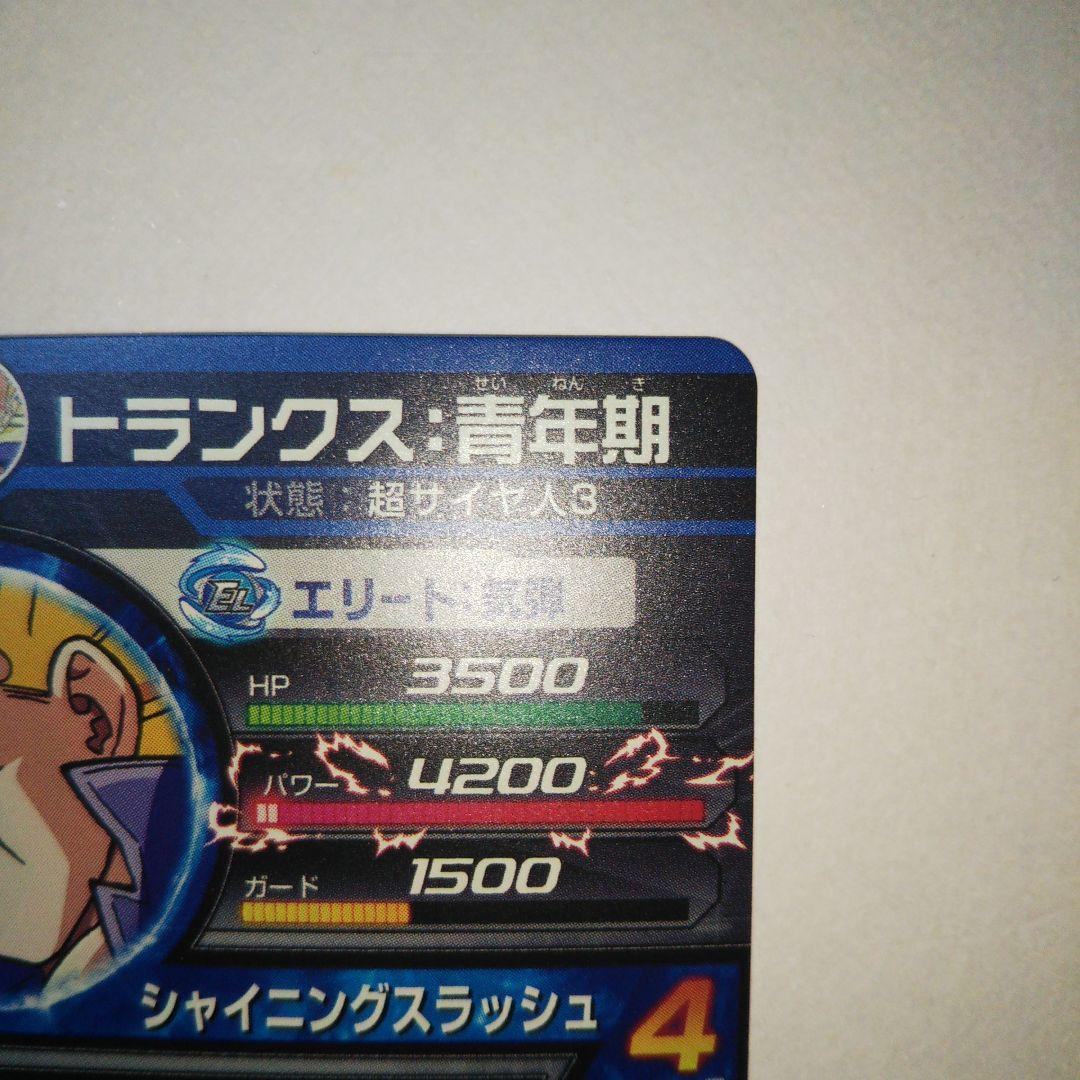 せい ねん き
トランクス:青年期
状態:超サイヤ人3
EL エリート:気弾
HP 3500
パワー 4200
ガード 1500
シャイニングスラッシュ 4